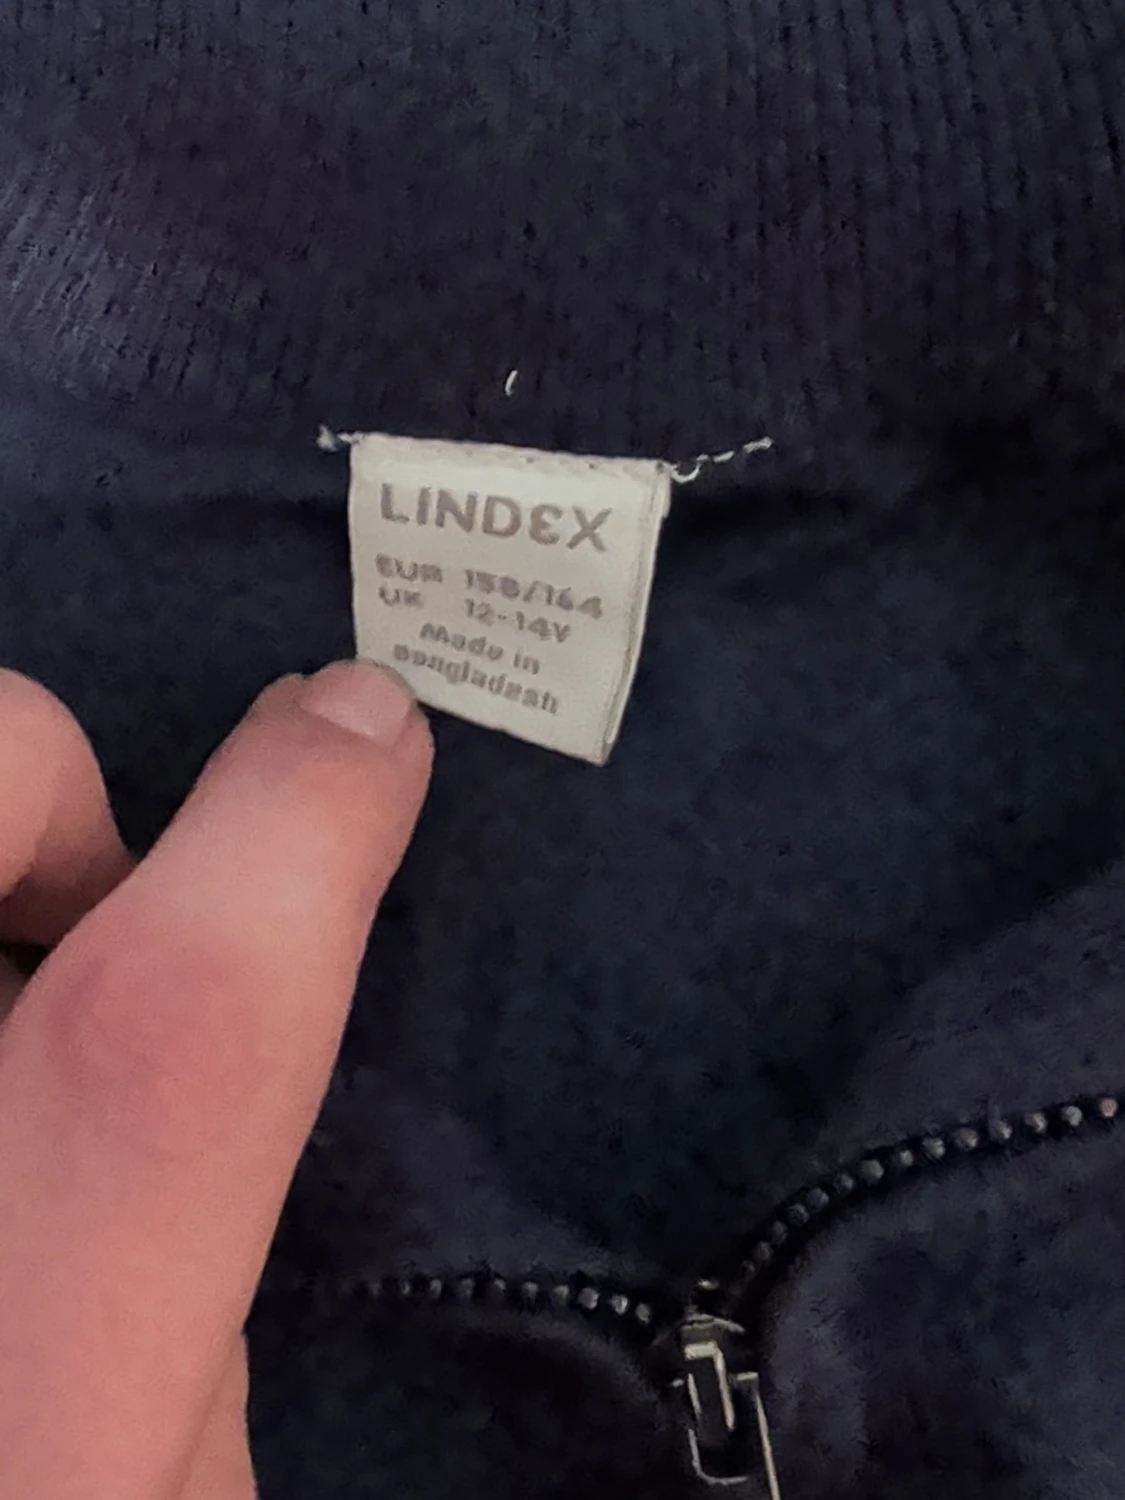 LINDEX
EUR 158/164
UK 12-14Y
Made in
Bangladesh